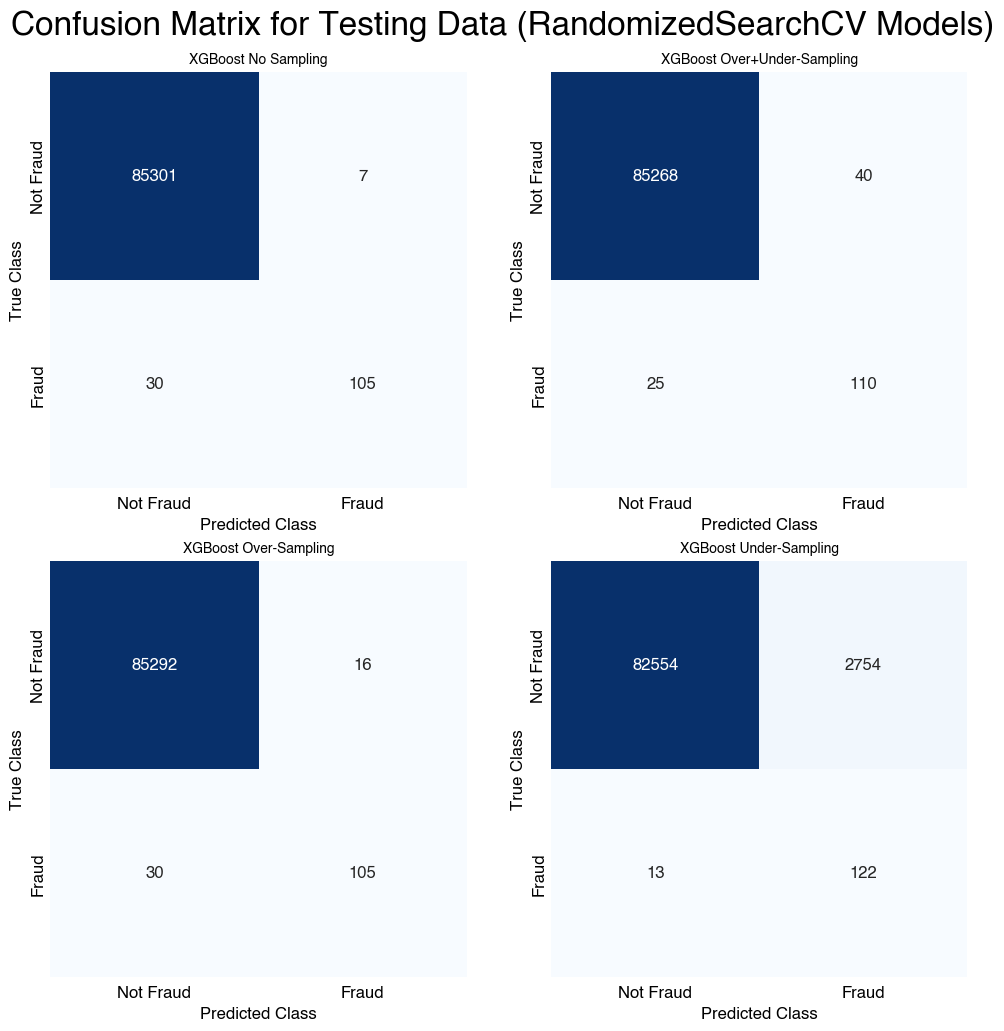 Confusion Matrix for Testing Data (RandomizedSearchCV Models)
XGBoost No Sampling
True Class
Not Fraud
Fraud
85301
7
30
105
Not Fraud
Fraud
Predicted Class
XGBoost Over+Under-Sampling
True Class
Not Fraud
Fraud
85268
40
25
110
Not Fraud
Fraud
Predicted Class
XGBoost Over-Sampling
True Class
Not Fraud
Fraud
85292
16
30
105
Not Fraud
Fraud
Predicted Class
XGBoost Under-Sampling
True Class
Not Fraud
Fraud
82554
2754
13
122
Not Fraud
Fraud
Predicted Class